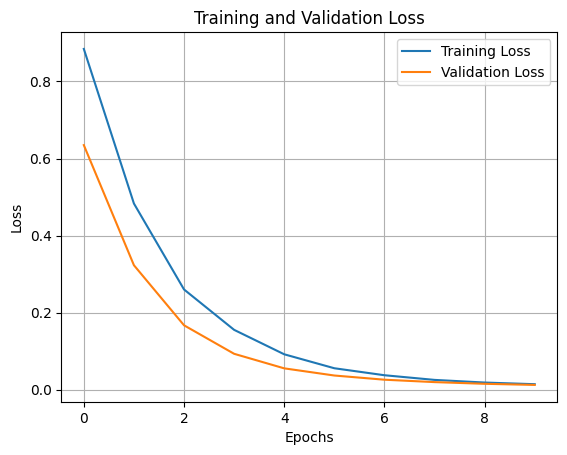 Training and Validation Loss
Training Loss
Validation Loss
0.8
0.6
0.4
0.2
0.0
Loss
0 2 4 6 8
Epochs